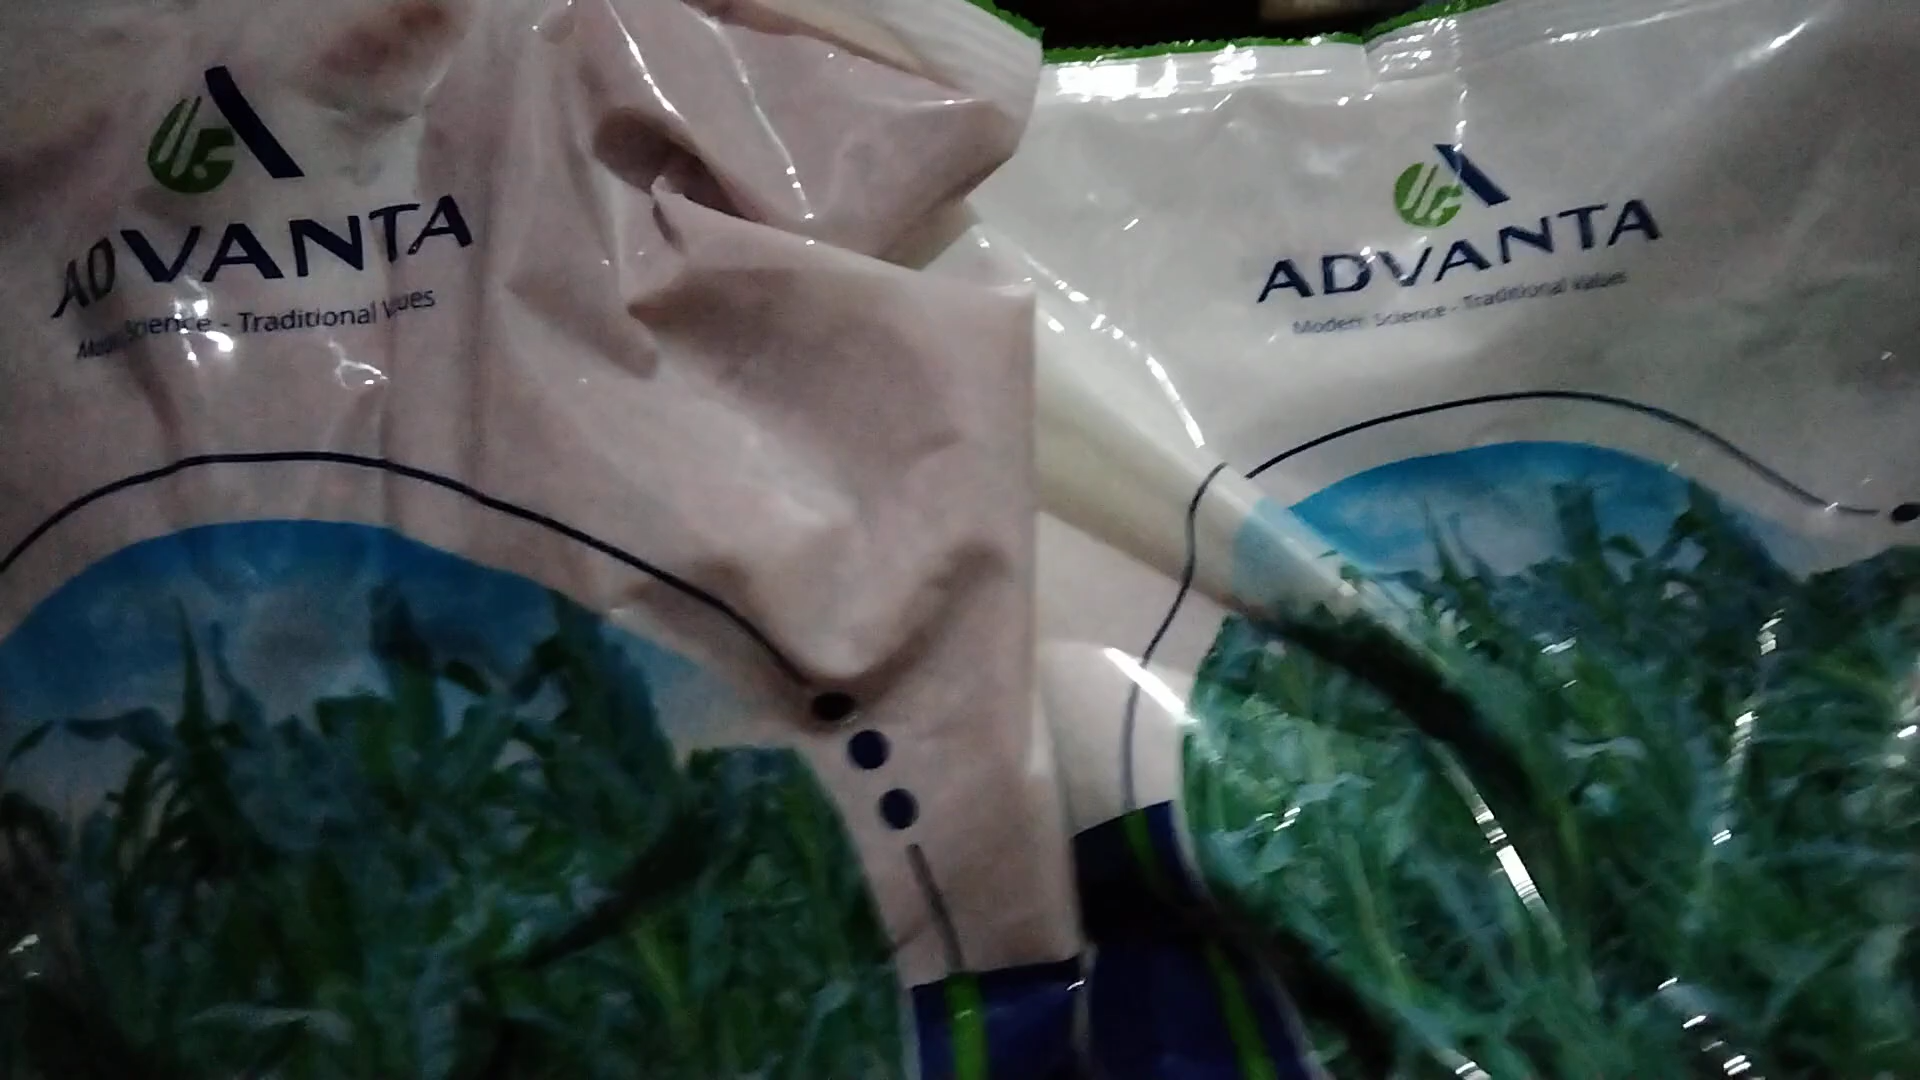 ADVANTA
Science - Traditional Values
ADVANTA
Modern Science - Traditional Values